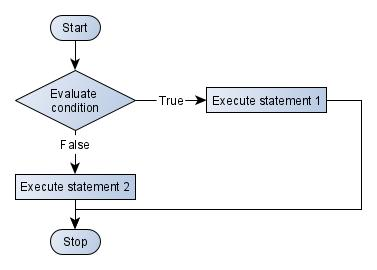 Start
Evaluate
condition
True
Execute statement 1
False
Execute statement 2
Stop